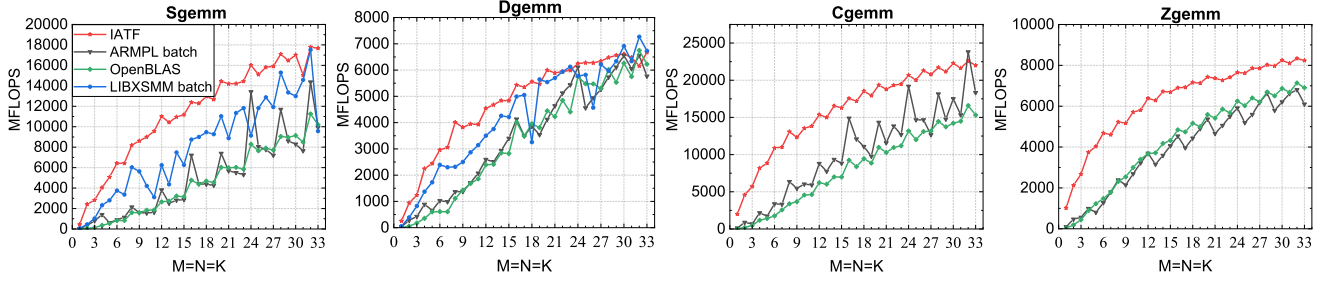 Sgemm
MFLOPS
20000
18000
16000
14000
12000
10000
8000
6000
4000
2000
0
IATF
ARMPL batch
OpenBLAS
LIBXSMM batch
0 3 6 9 12 15 18 21 24 27 30 33
M=N=K
Dgemm
MFLOPS
8000
7000
6000
5000
4000
3000
2000
1000
0
0 3 6 9 12 15 18 21 24 27 30 33
M=N=K
Cgemm
MFLOPS
25000
20000
15000
10000
5000
0
0 3 6 9 12 15 18 21 24 27 30 33
M=N=K
Zgemm
MFLOPS
10000
8000
6000
4000
2000
0
0 3 6 9 12 15 18 21 24 27 30 33
M=N=K